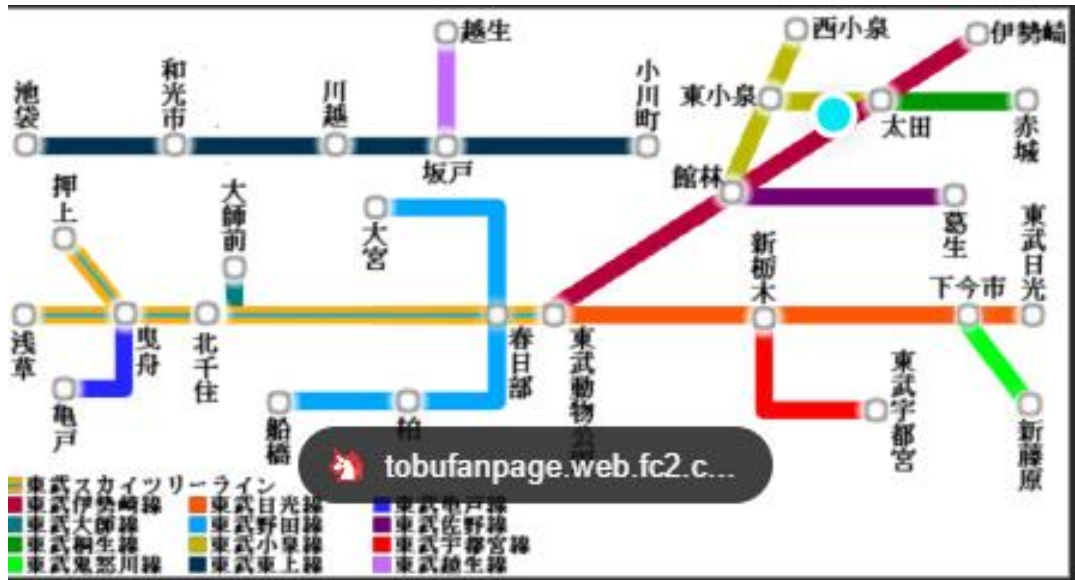 越生
西小泉
伊勢崎
池袋
和光市
川越
小川町
東小泉
太田
赤城
坂戸
館林
押上
大師前
大宮
葛生
新栃木
下今市
東武日光
浅草
曳舟
北千住
春日部
東武動物公園
亀戸
船橋
柏
東武宇都宮
新藤原
tobufanpage.web.fc2.c...
東武スカイツリーライン
東武伊勢崎線 東武日光線 東武亀戸線
東武大師線 東武野田線 東武佐野線
東武桐生線 東武小泉線 東武宇都宮線
東武鬼怒川線 東武東上線 東武越生線